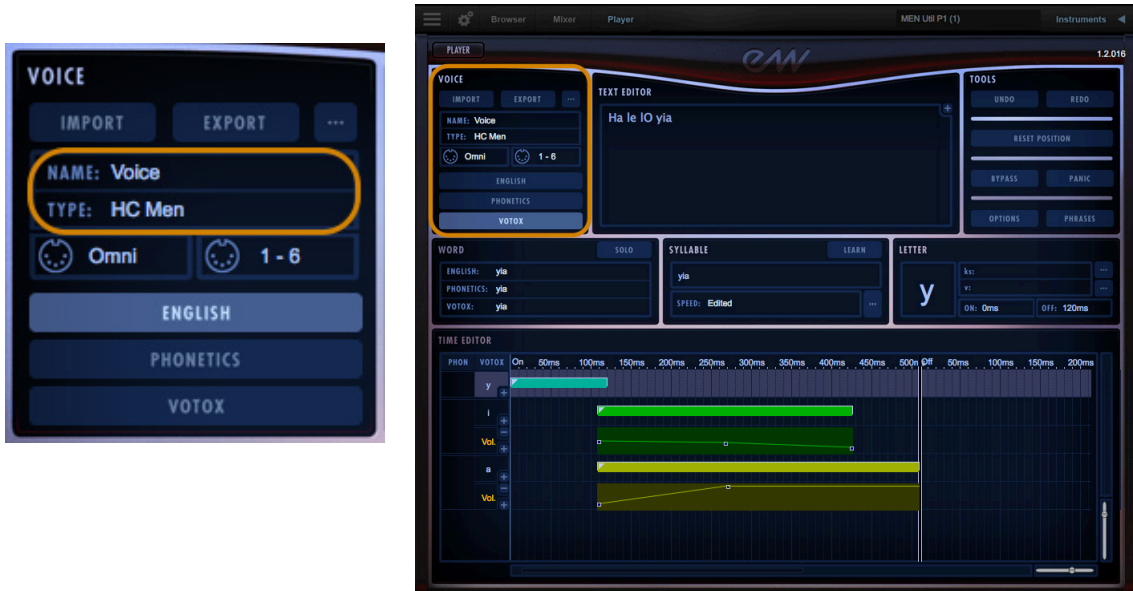 VOICE
IMPORT EXPORT ...
NAME: Voice
TYPE: HC Men
Omni 1 - 6
ENGLISH
PHONETICS
VOTOX
Browser Mixer Player MEN Util P1 (1) Instruments
PLAYER
EW
1.2.016
VOICE
IMPORT EXPORT ...
NAME: Voice
TYPE: HC Men
Omni 1 - 6
ENGLISH
PHONETICS
VOTOX
TEXT EDITOR
+
Ha le lO yia
TOOLS
UNDO REDO
RESET POSITION
BYPASS PANIC
OPTIONS PHRASES
WORD SOLO
ENGLISH: yia
PHONETICS: yia
VOTOX: yia
SYLLABLE LEARN
yia
SPEED: Edited ...
LETTER
y
ks: ...
v: ...
ON: 0ms OFF: 120ms
TIME EDITOR
PHON VOTOX On 50ms 100ms 150ms 200ms 250ms 300ms 350ms 400ms 450ms 500n Off 50ms 100ms 150ms 200ms
y +
i +
Vol. - +
a +
Vol. - +